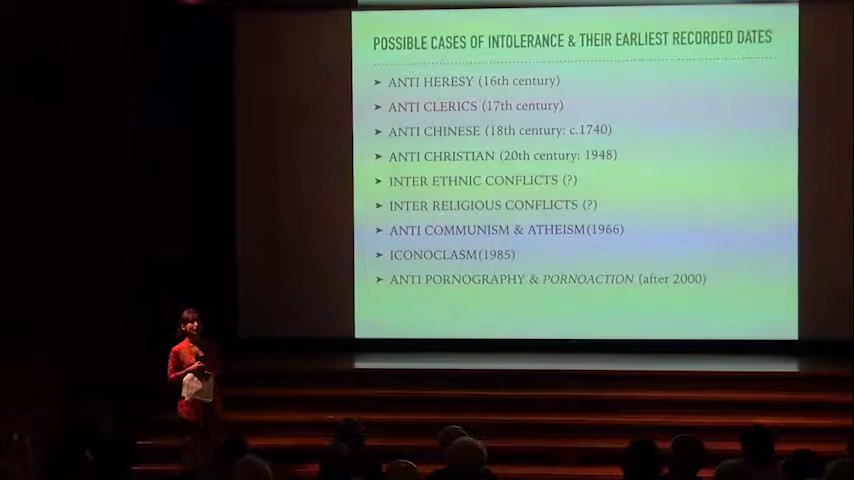 POSSIBLE CASES OF INTOLERANCE & THEIR EARLIEST RECORDED DATES
➤ ANTI HERESY (16th century)
➤ ANTI CLERICS (17th century)
➤ ANTI CHINESE (18th century: c.1740)
➤ ANTI CHRISTIAN (20th century: 1948)
➤ INTER ETHNIC CONFLICTS (?)
➤ INTER RELIGIOUS CONFLICTS (?)
➤ ANTI COMMUNISM & ATHEISM(1966)
➤ ICONOCLASM(1985)
➤ ANTI PORNOGRAPHY & PORNOACTION (after 2000)